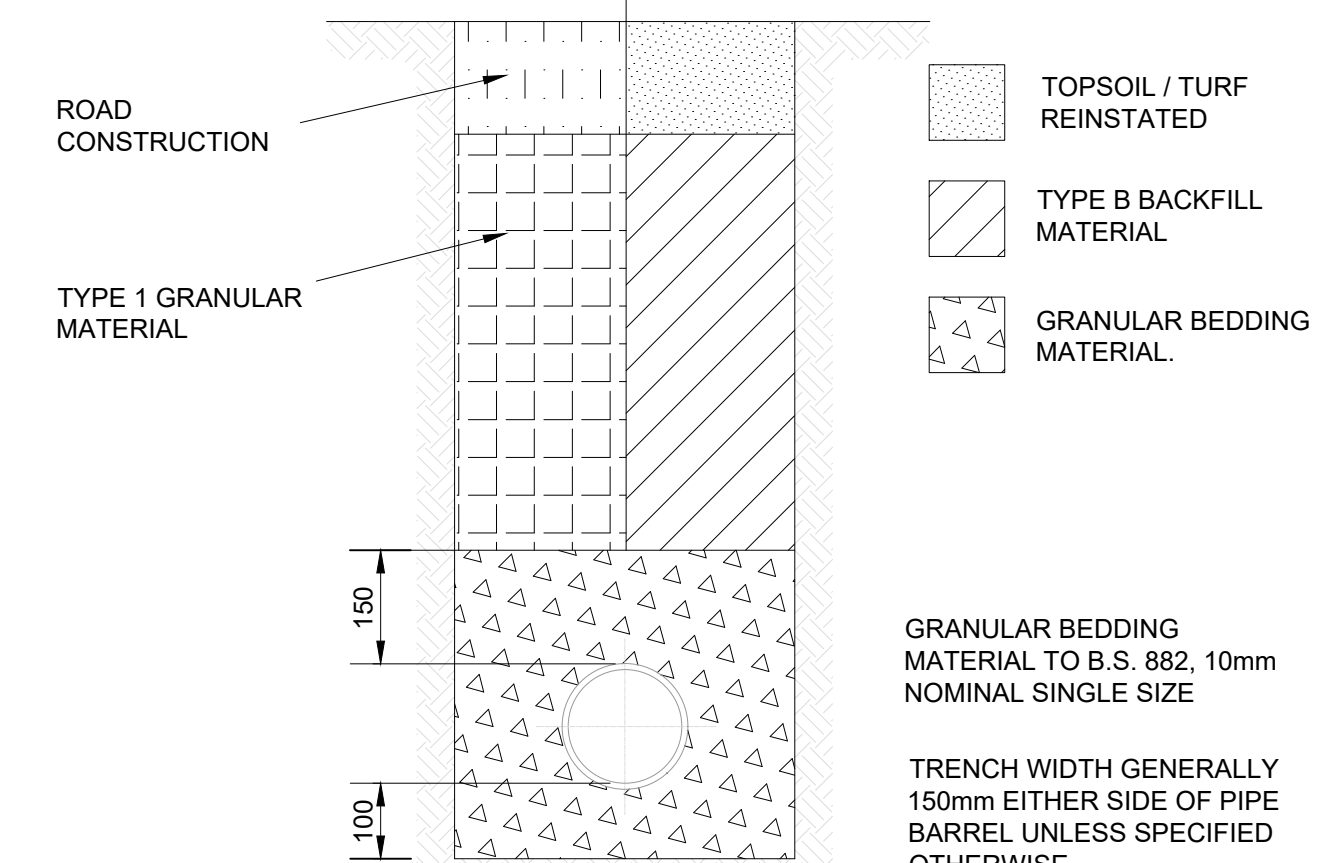 ROAD
CONSTRUCTION
TYPE 1 GRANULAR
MATERIAL
150
100
TOPSOIL / TURF
REINSTATED
TYPE B BACKFILL
MATERIAL
GRANULAR BEDDING
MATERIAL.
GRANULAR BEDDING
MATERIAL TO B.S. 882, 10mm
NOMINAL SINGLE SIZE
TRENCH WIDTH GENERALLY
150mm EITHER SIDE OF PIPE
BARREL UNLESS SPECIFIED
OTHERWISE